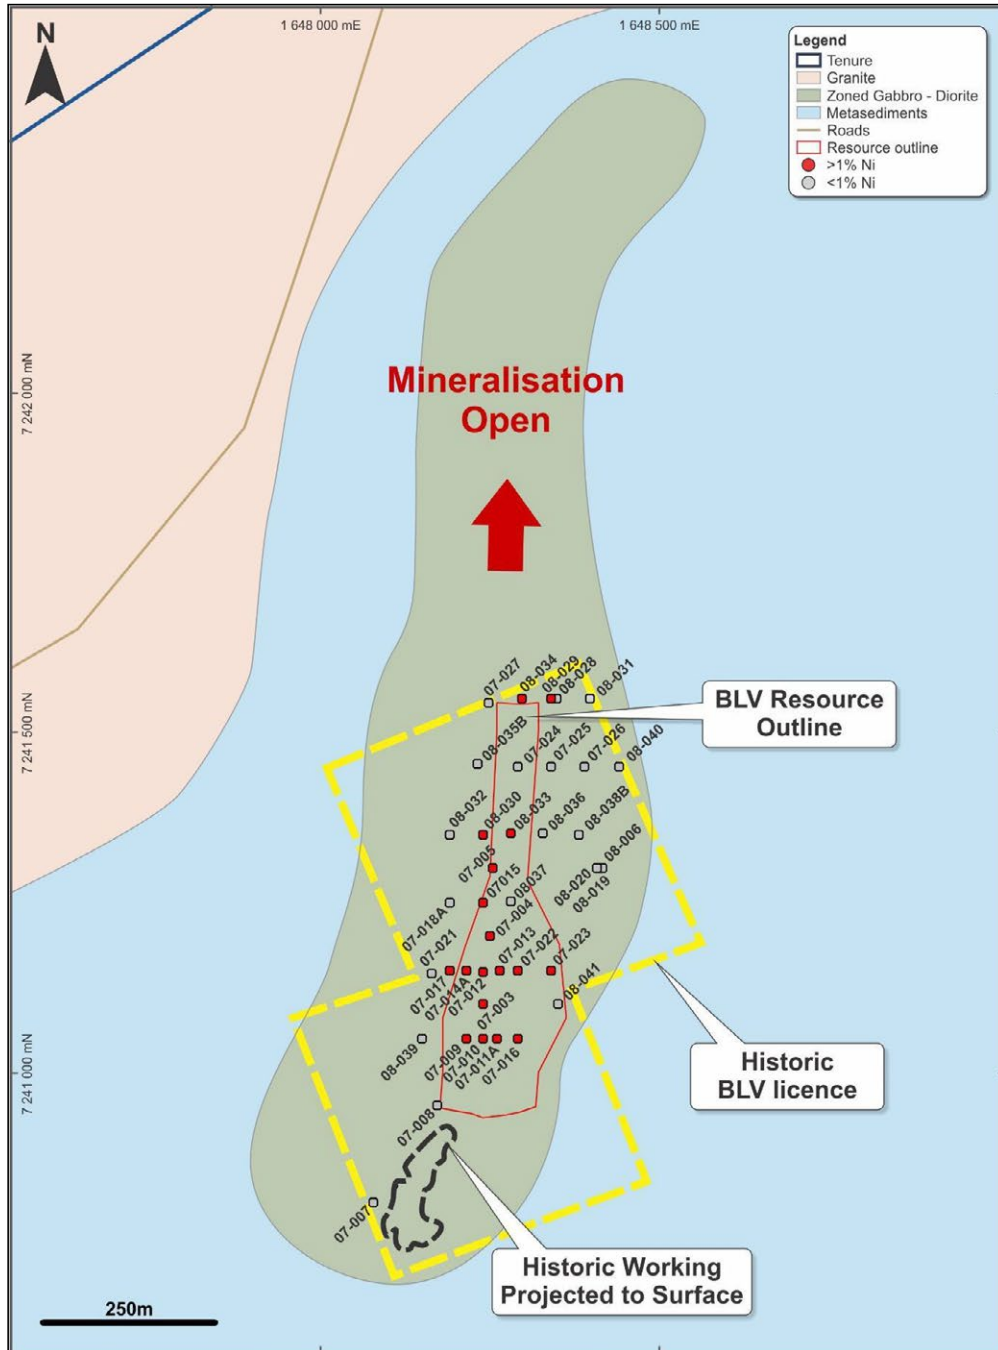 1 648 000 mE
1 648 500 mE
N
Legend
Tenure
Granite
Zoned Gabbro - Diorite
Metasediments
Roads
Resource outline
>1% Ni
<1% Ni
7 242 000 mN
Mineralisation
Open
07-027
08-034
08-029
08-028
08-031
BLV Resource
Outline
7 241 500 mN
08-035B
07-024
07-025
07-026
08-040
08-032
08-030
08-033
08-036
08-038B
07-005
08-006
08-020
08-019
07-018A
07015
08037
07-004
07-021
07-013
07-022
07-023
07-017
07-014A
07-012
07-003
08-041
08-039
07-009
07-010
07-011A
07-016
Historic
BLV licence
7 241 000 mN
07-008
07-007
Historic Working
Projected to Surface
250m